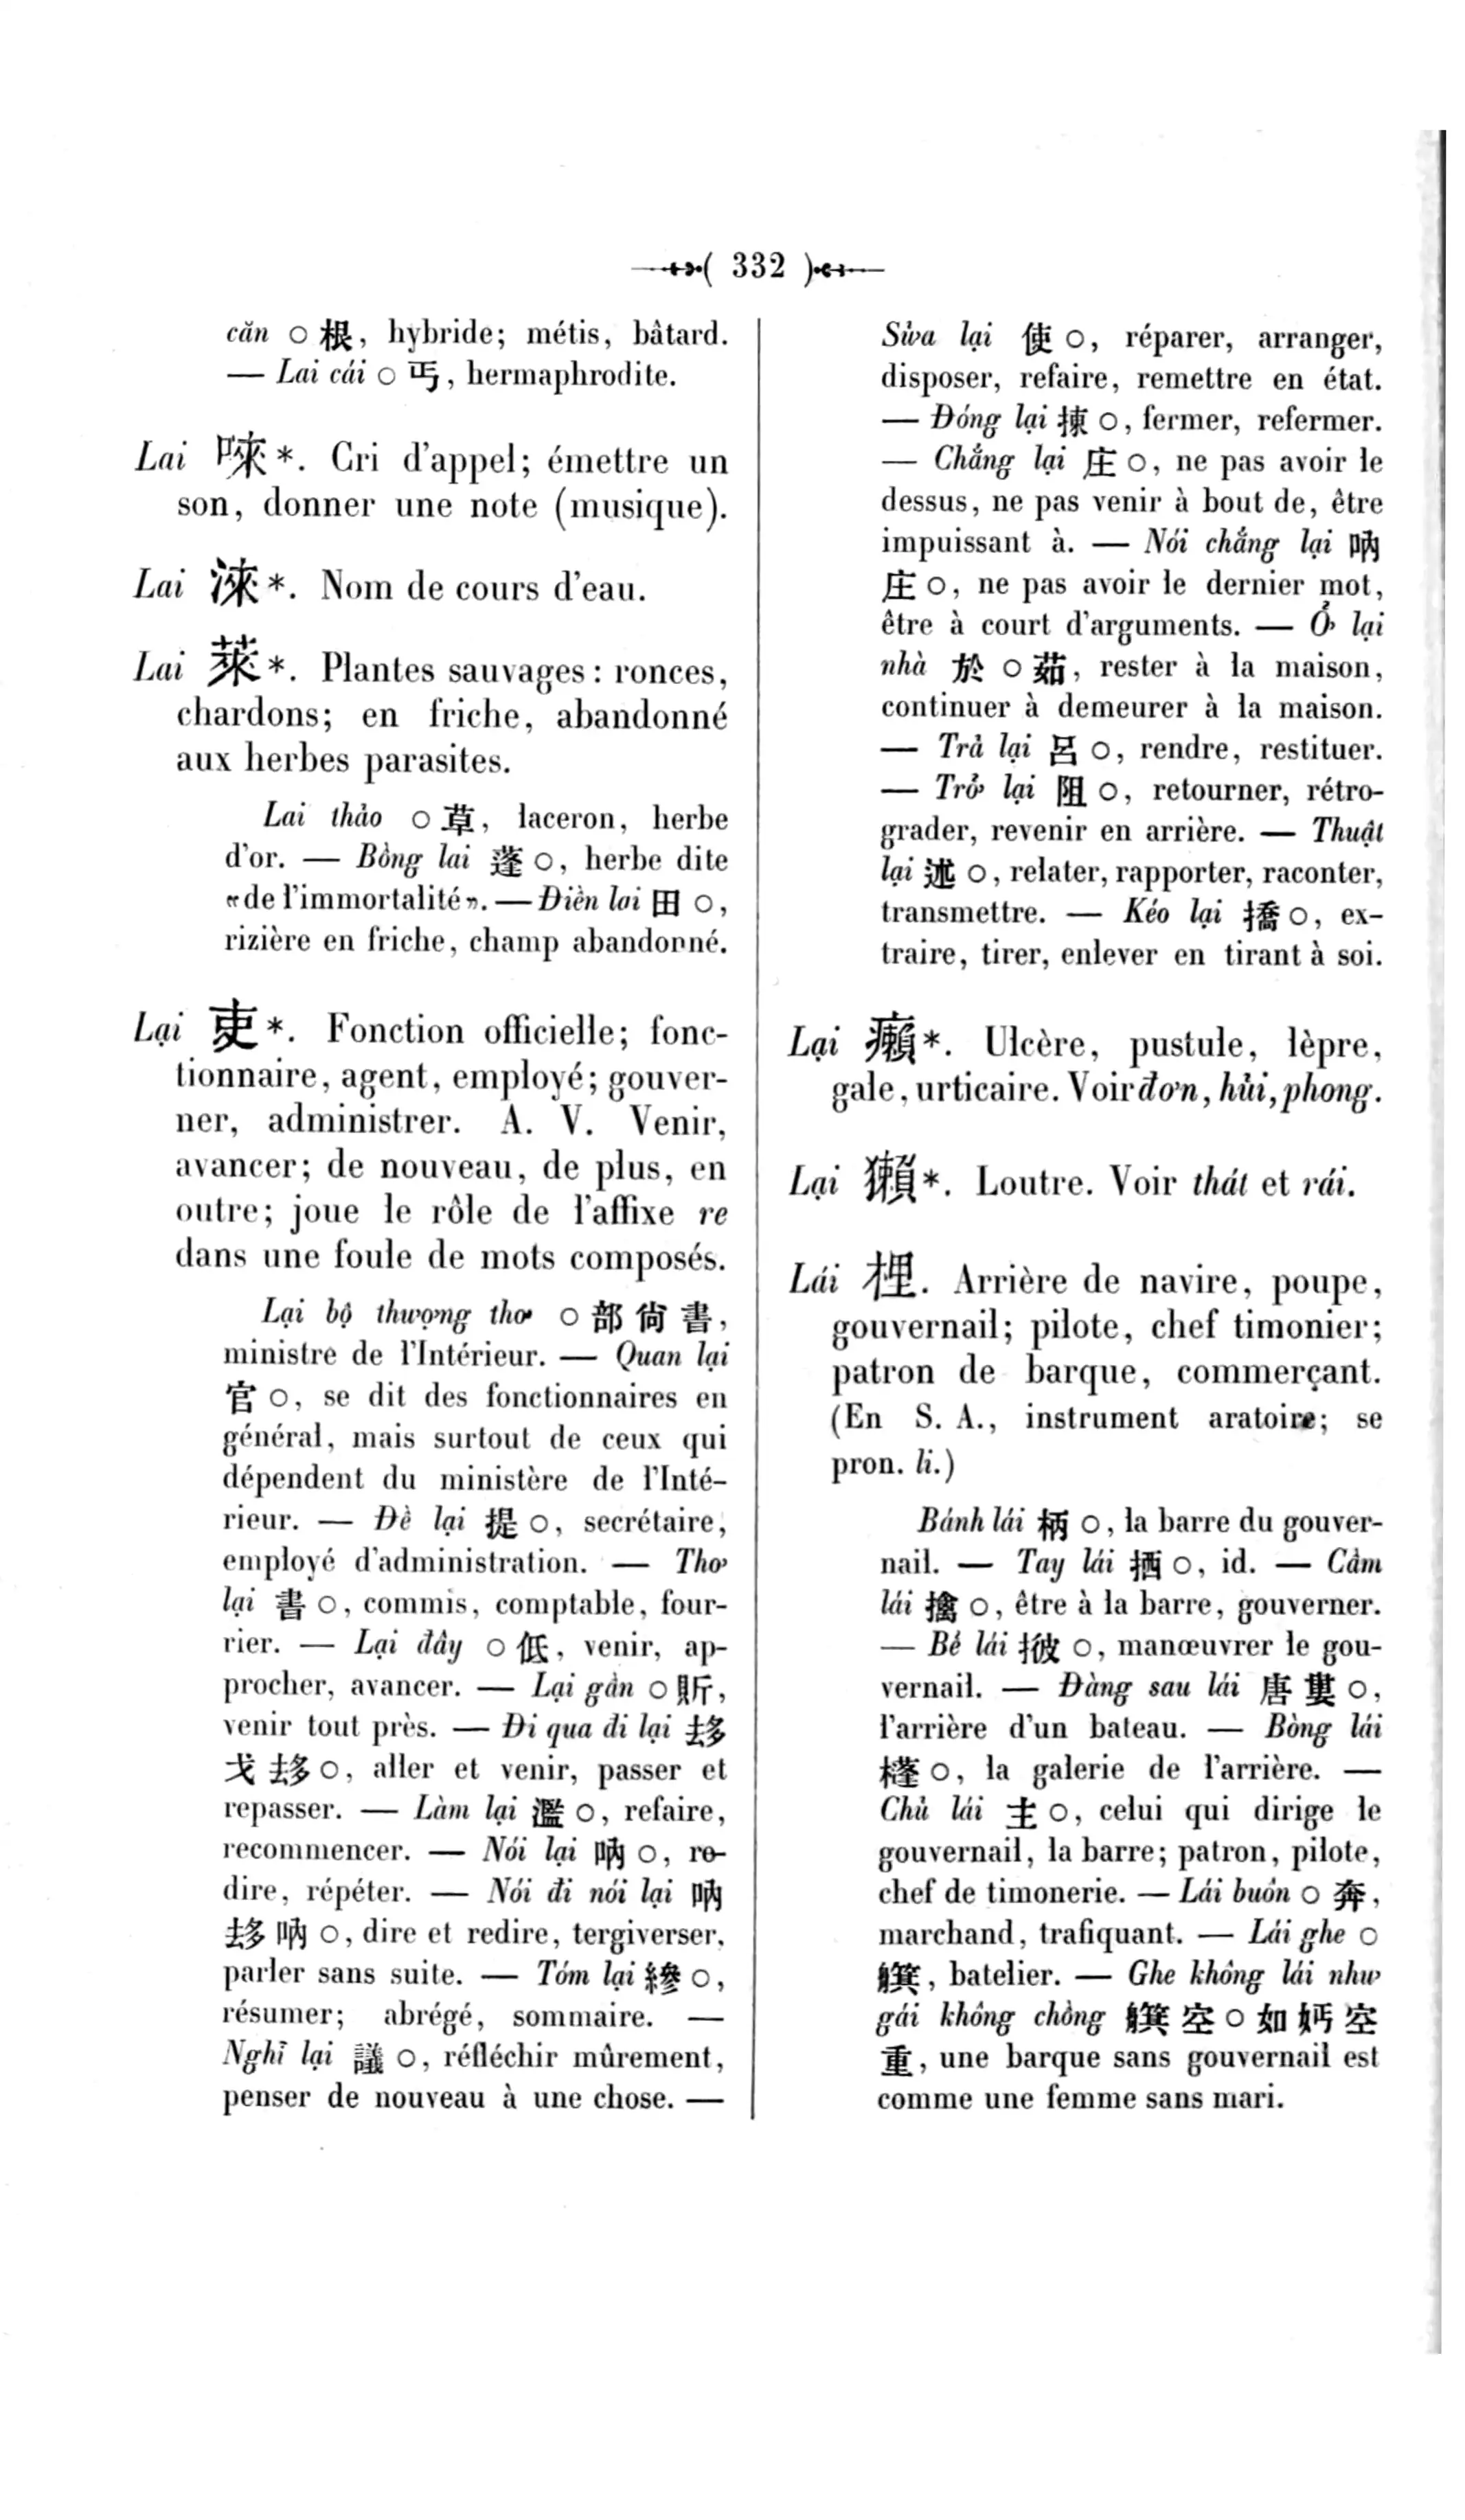 ( 332 )
căn ○ 根, hybride; métis, bâtard.
— Lai cái ○ 丐, hermaphrodite.
Lai 唻*. Cri d'appel; émettre un
son, donner une note (musique).
Lai 淶*. Nom de cours d'eau.
Lai 萊*. Plantes sauvages: ronces,
chardons; en friche, abandonné
aux herbes parasites.
Lai thảo ○ 草, laceron, herbe
d'or. — Bồng lai 蓬 ○, herbe dite
«de l'immortalité». — Điền lai 田 ○,
rizière en friche, champ abandonné.
Lại 吏*. Fonction officielle; fonc-
tionnaire, agent, employé; gouver-
ner, administrer. A. V. Venir,
avancer; de nouveau, de plus, en
outre; joue le rôle de l'affixe re
dans une foule de mots composés.
Lại bộ thượng thơ ○ 部尙書,
ministre de l'Intérieur. — Quan lại
官 ○, se dit des fonctionnaires en
général, mais surtout de ceux qui
dépendent du ministère de l'Inté-
rieur. — Đề lại 提 ○, secrétaire,
employé d'administration. — Thơ
lại 書 ○, commis, comptable, four-
rier. — Lại đây ○ 低, venir, ap-
procher, avancer. — Lại gần ○ 𧵆,
venir tout près. — Đi qua đi lại 𠫾
戈 𠫾 ○, aller et venir, passer et
repasser. — Làm lại 濫 ○, refaire,
recommencer. — Nói lại 吶 ○, re-
dire, répéter. — Nói đi nói lại 吶
𠫾 吶 ○, dire et redire, tergiverser,
parler sans suite. — Tóm lại 縿 ○,
résumer; abrégé, sommaire. —
Nghĩ lại 議 ○, réfléchir mûrement,
penser de nouveau à une chose. —
Sửa lại 使 ○, réparer, arranger,
disposer, refaire, remettre en état.
— Đóng lại 揀 ○, fermer, refermer.
— Chẳng lại 庄 ○, ne pas avoir le
dessus, ne pas venir à bout de, être
impuissant à. — Nói chẳng lại 吶
庄 ○, ne pas avoir le dernier mot,
être à court d'arguments. — Ở lại
nhà 於 ○ 茹, rester à la maison,
continuer à demeurer à la maison.
— Trả lại 呂 ○, rendre, restituer.
— Trở lại 阻 ○, retourner, rétro-
grader, revenir en arrière. — Thuật
lại 述 ○, relater, rapporter, raconter,
transmettre. — Kéo lại 撟 ○, ex-
traire, tirer, enlever en tirant à soi.
Lại 癩*. Ulcère, pustule, lèpre,
gale, urticaire. Voir đơn, hủi, phong.
Lại 獺*. Loutre. Voir thát et rái.
Lái 梩. Arrière de navire, poupe,
gouvernail; pilote, chef timonier;
patron de barque, commerçant.
(En S. A., instrument aratoire; se
pron. li.)
Bánh lái 柄 ○, la barre du gouver-
nail. — Tay lái 拪 ○, id. — Cầm
lái 擒 ○, être à la barre, gouverner.
— Bẻ lái 㧱 ○, manœuvrer le gou-
vernail. — Đàng sau lái 唐 婁 ○,
l'arrière d'un bateau. — Bòng lái
樥 ○, la galerie de l'arrière. —
Chủ lái 主 ○, celui qui dirige le
gouvernail, la barre; patron, pilote,
chef de timonerie. — Lái buôn ○ 奔,
marchand, trafiquant. — Lái ghe ○
, batelier. — Ghe không lái như
gái không chồng 空 ○ 如 妈 空
重, une barque sans gouvernail est
comme une femme sans mari.